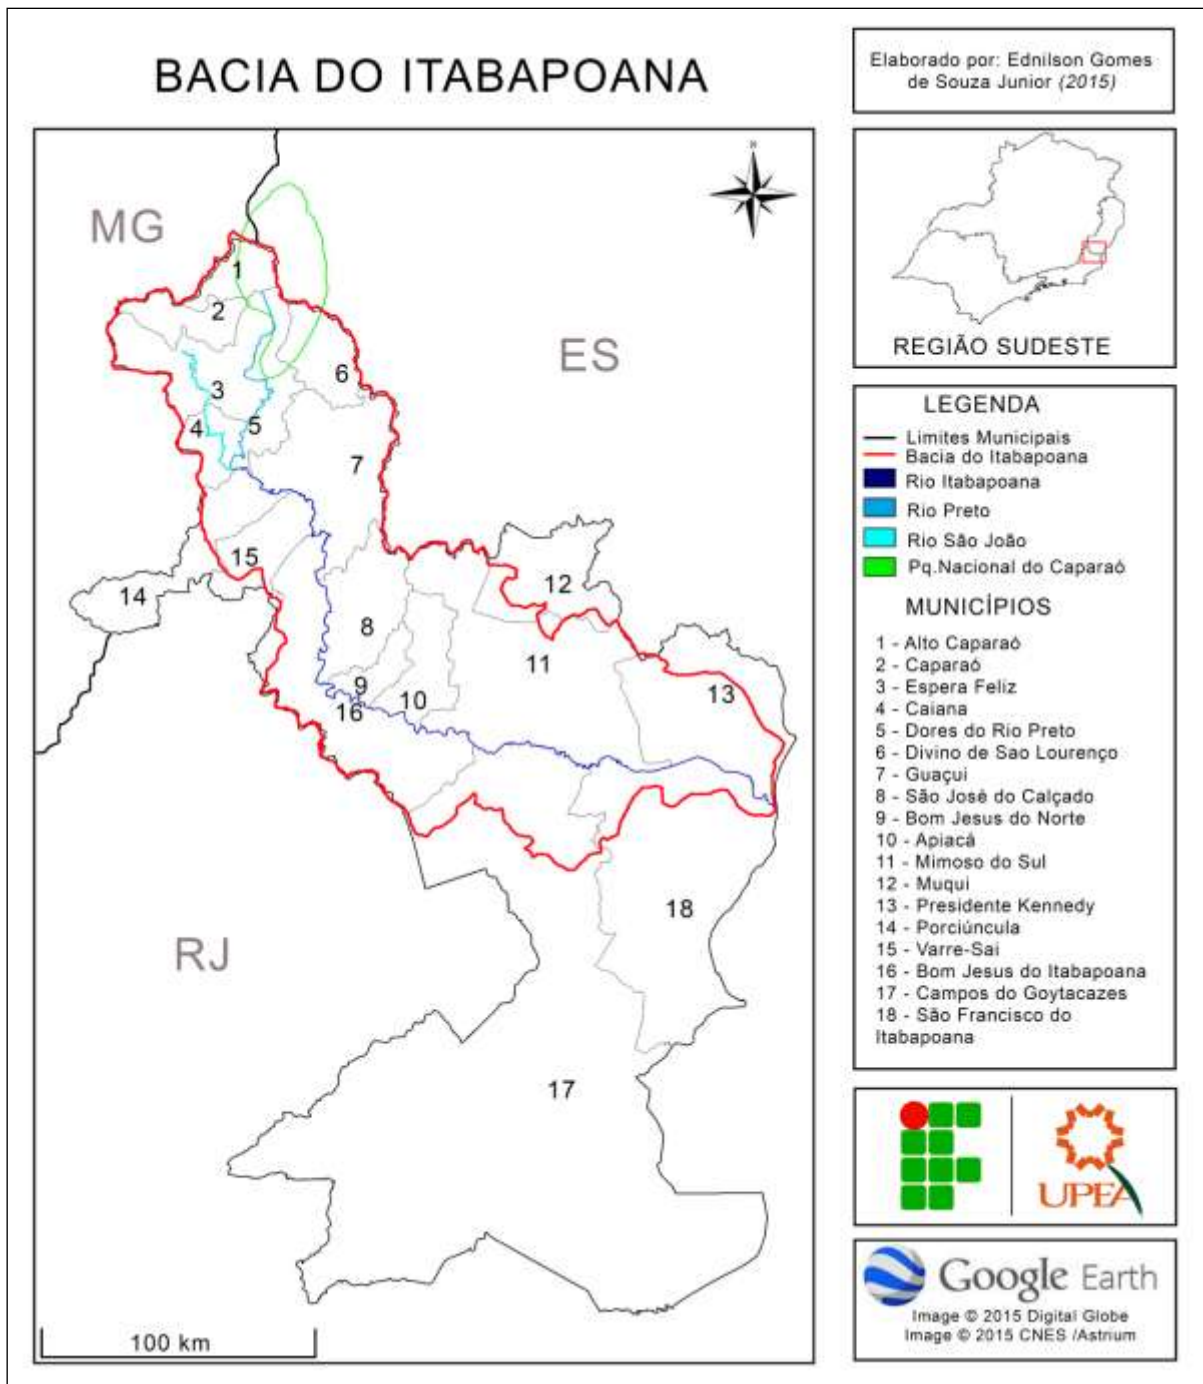 BACIA DO ITABAPOANA
Elaborado por: Ednilson Gomes
de Souza Junior (2015)
N
MG
ES
RJ
1
2
3
4
5
6
7
8
9
10
11
12
13
14
15
16
17
18
100 km
REGIÃO SUDESTE
LEGENDA
Limites Municipais
Bacia do Itabapoana
Rio Itabapoana
Rio Preto
Rio São João
Pq.Nacional do Caparaó
MUNICÍPIOS
1 - Alto Caparaó
2 - Caparaó
3 - Espera Feliz
4 - Caiana
5 - Dores do Rio Preto
6 - Divino de Sao Lourenço
7 - Guaçui
8 - São José do Calçado
9 - Bom Jesus do Norte
10 - Apiacá
11 - Mimoso do Sul
12 - Muqui
13 - Presidente Kennedy
14 - Porciúncula
15 - Varre-Sai
16 - Bom Jesus do Itabapoana
17 - Campos do Goytacazes
18 - São Francisco do
Itabapoana
UPEA
Google Earth
Image © 2015 Digital Globe
Image © 2015 CNES /Astrium